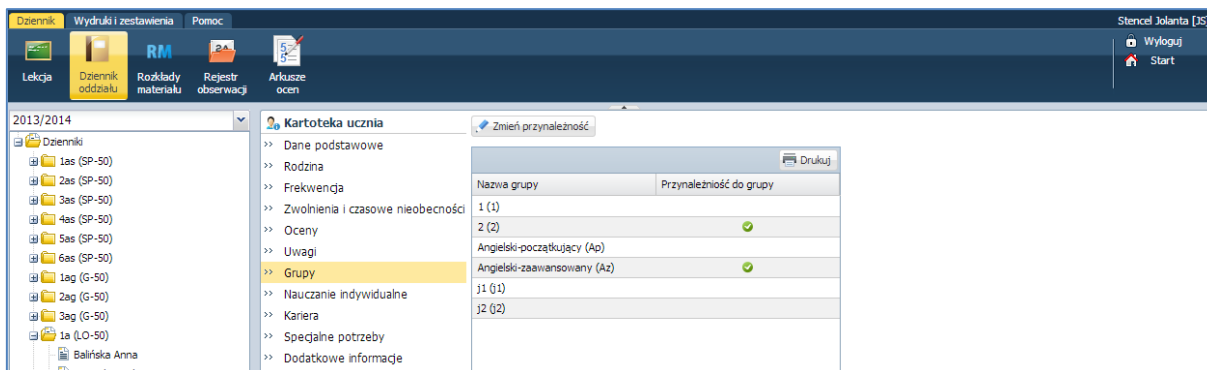 Dziennik Wydruki i zestawienia Pomoc
Stencel Jolanta [JS]
Wyloguj
Start
RM
Lekcja
Dziennik oddziału
Rozkłady materiału
Rejestr obserwacji
Arkusze ocen
2013/2014
Dzienniki
1as (SP-50)
2as (SP-50)
3as (SP-50)
4as (SP-50)
5as (SP-50)
6as (SP-50)
1ag (G-50)
2ag (G-50)
3ag (G-50)
1a (LO-50)
Balińska Anna
Kartoteka ucznia
>> Dane podstawowe
>> Rodzina
>> Frekwencja
>> Zwolnienia i czasowe nieobecności
>> Oceny
>> Uwagi
>> Grupy
>> Nauczanie indywidualne
>> Kariera
>> Specjalne potrzeby
>> Dodatkowe informacje
Zmień przynależność
Drukuj
Nazwa grupy Przynależność do grupy
1 (1)
2 (2)
Angielski-początkujący (Ap)
Angielski-zaawansowany (Az)
j1 (j1)
j2 (j2)